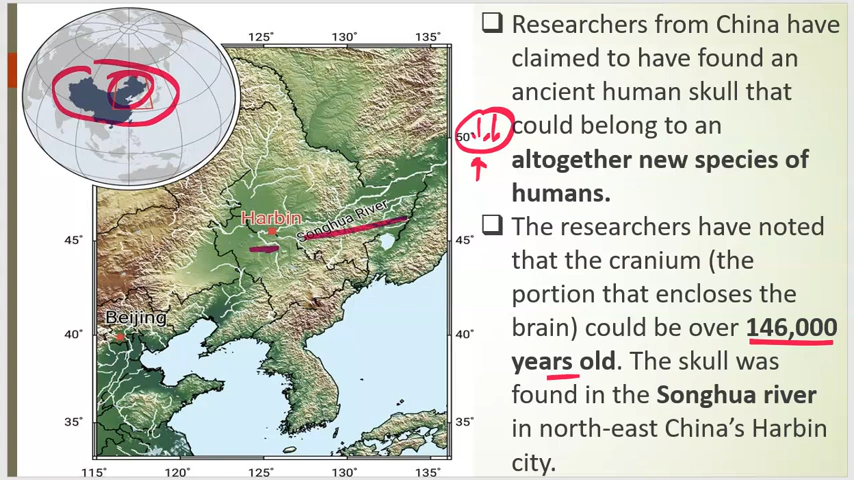 125°
130°
135°
50°
Harbin
Songhua River
45°
45°
Beijing
40°
40°
35°
35°
115°
120°
125°
130°
135°
❑ Researchers from China have
claimed to have found an
ancient human skull that
could belong to an
altogether new species of
humans.
❑ The researchers have noted
that the cranium (the
portion that encloses the
brain) could be over 146,000
years old. The skull was
found in the Songhua river
in north-east China’s Harbin
city.